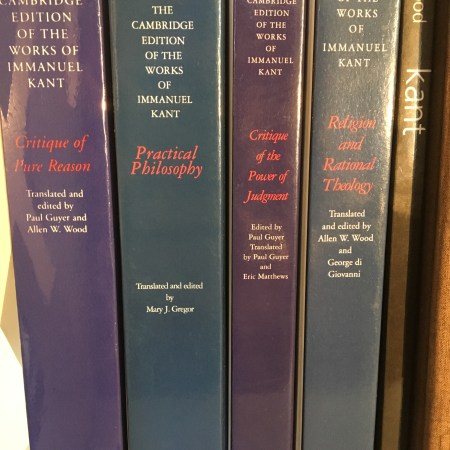 CAMBRIDGE
EDITION
OF THE
WORKS OF
IMMANUEL
KANT
Critique of
Pure Reason
Translated and
edited by
Paul Guyer and
Allen W. Wood
THE
CAMBRIDGE
EDITION
OF THE
WORKS
OF
IMMANUEL
KANT
Practical
Philosophy
Translated and edited
by
Mary J. Gregor
CAMBRIDGE
EDITION
OF THE
WORKS OF
IMMANUEL
KANT
Critique
of the
Power of
Judgment
Edited by
Paul Guyer
Translated
by Paul Guyer
and
Eric Matthews
OF THE
WORKS
OF
IMMANUEL
KANT
Religion
and
Rational
Theology
Translated
and edited by
Allen W. Wood
and
George di
Giovanni
kant